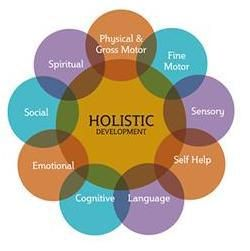 Physical &
Gross Motor
Fine
Motor
Sensory
Self Help
Language
Cognitive
Emotional
Social
Spiritual
HOLISTIC
DEVELOPMENT